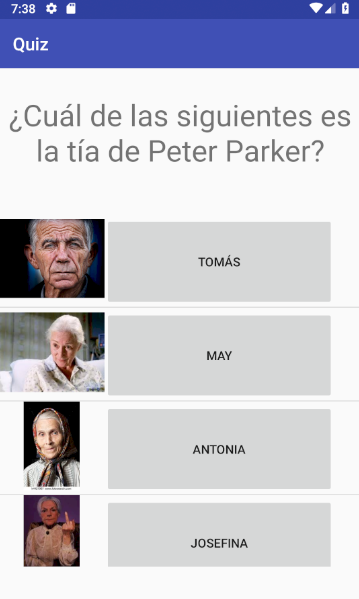 7:38
Quiz
¿Cuál de las siguientes es
la tía de Peter Parker?
TOMÁS
MAY
ANTONIA
JOSEFINA